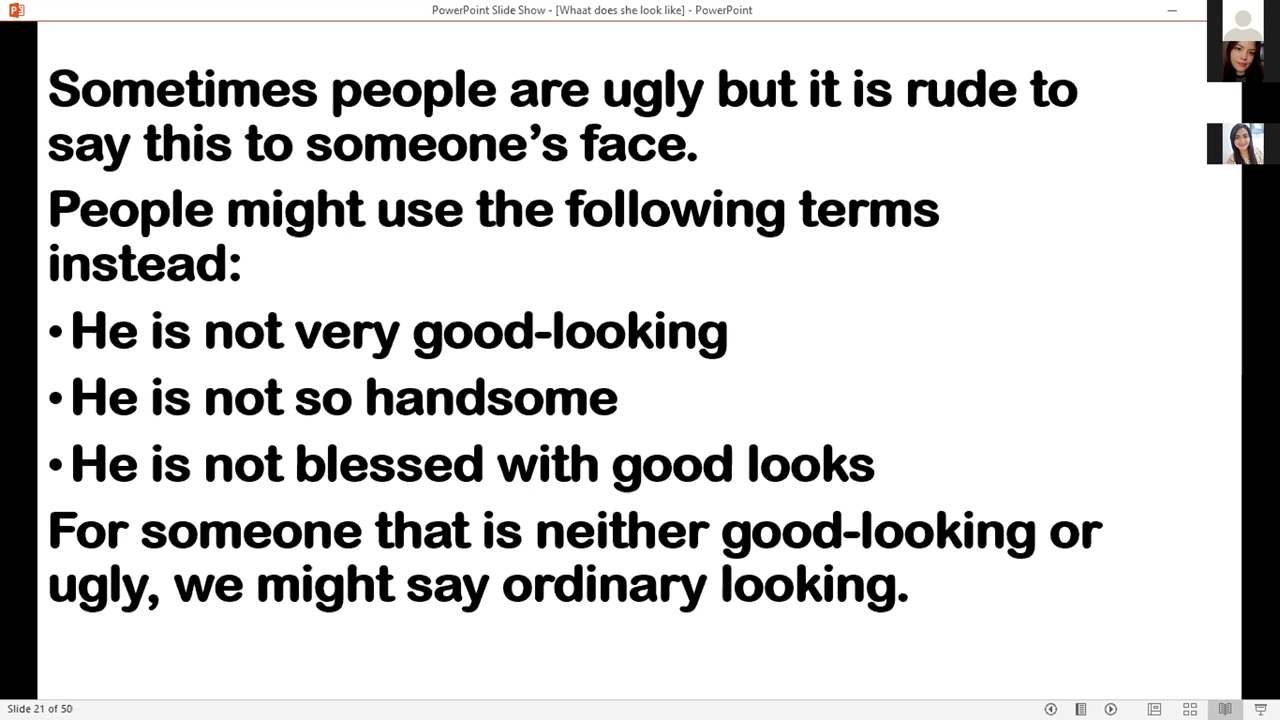 PowerPoint Slide Show - [Whaat does she look like] - PowerPoint
Sometimes people are ugly but it is rude to
say this to someone’s face.
People might use the following terms
instead:
• He is not very good-looking
• He is not so handsome
• He is not blessed with good looks
For someone that is neither good-looking or
ugly, we might say ordinary looking.
Slide 21 of 50